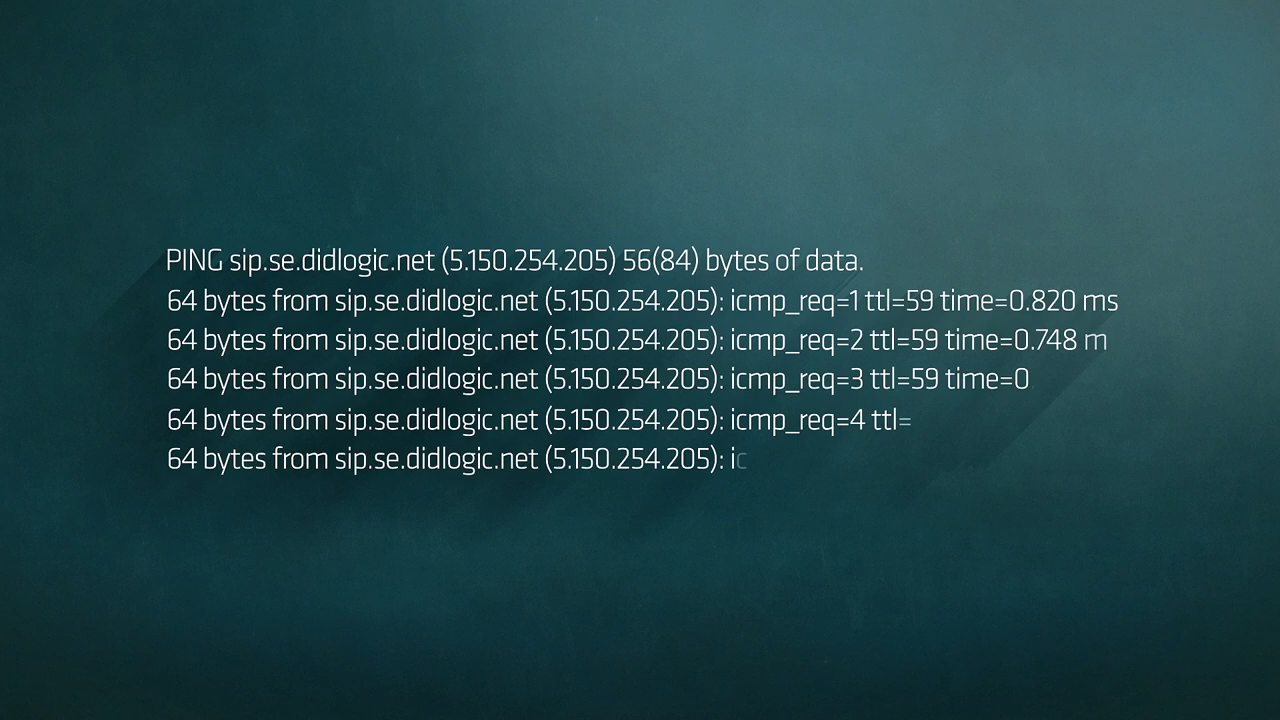 PING sip.se.didlogic.net (5.150.254.205) 56(84) bytes of data.
64 bytes from sip.se.didlogic.net (5.150.254.205): icmp_req=1 ttl=59 time=0.820 ms
64 bytes from sip.se.didlogic.net (5.150.254.205): icmp_req=2 ttl=59 time=0.748 m
64 bytes from sip.se.didlogic.net (5.150.254.205): icmp_req=3 ttl=59 time=0
64 bytes from sip.se.didlogic.net (5.150.254.205): icmp_req=4 ttl=
64 bytes from sip.se.didlogic.net (5.150.254.205): ic